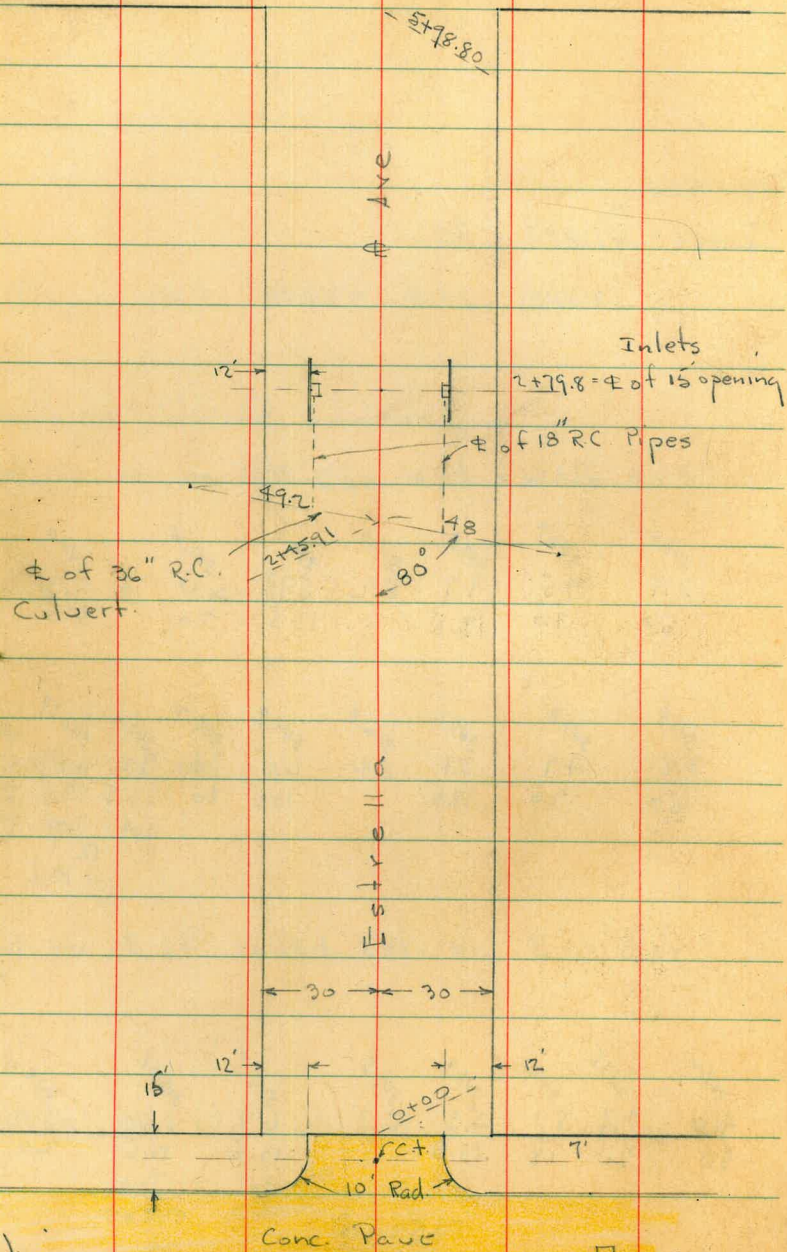 5+98.80
℄ Ave
Inlets
12'
2+79.8 = ℄ of 15' opening
℄ of 18" R.C. Pipes
49.2
48
2+45.91
80°
℄ of 36" R.C.
Culvert.
Estrella
30
30
12'
12'
15'
0+00
C+
7'
10' Rad.
Conc. Pave